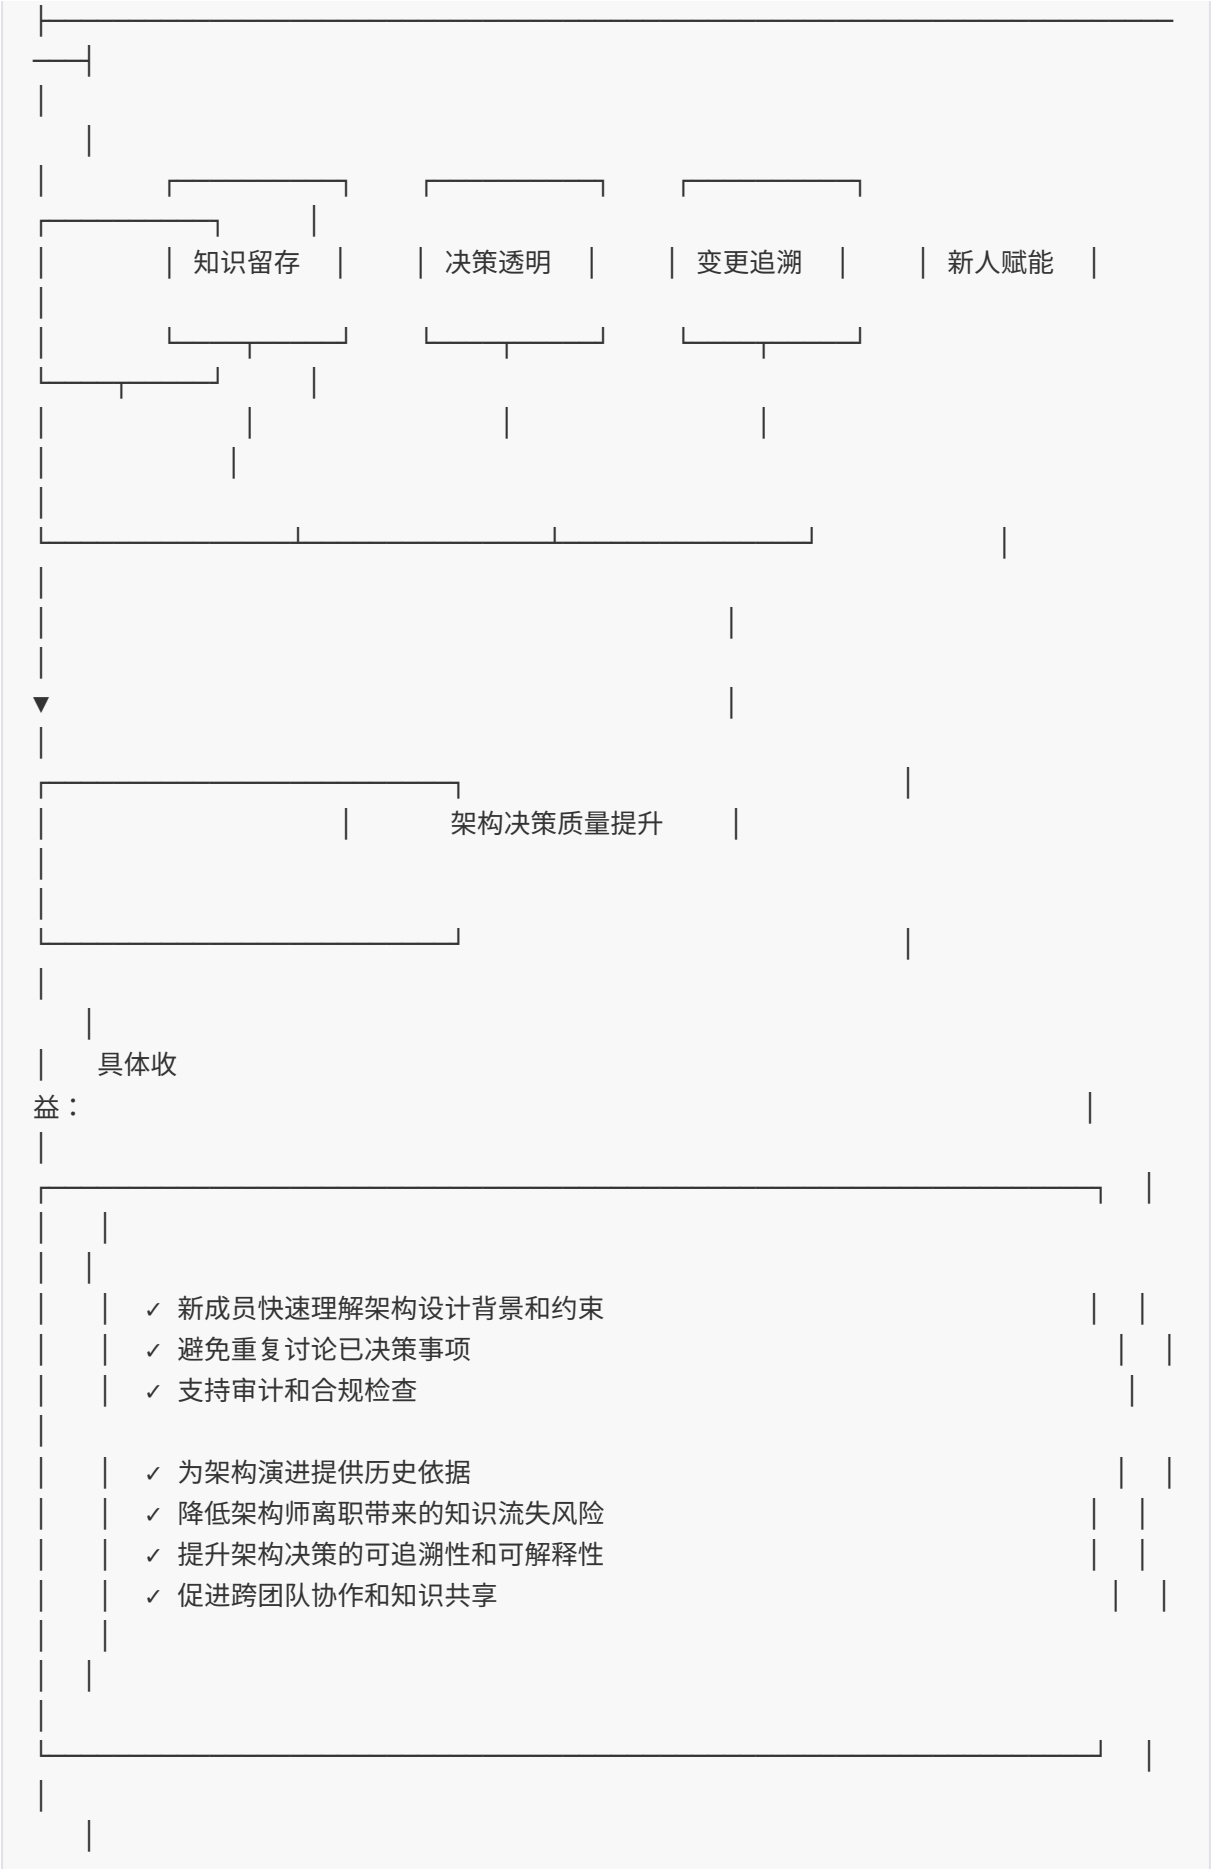 知识留存 决策透明 变更追溯 新人赋能
▼
架构决策质量提升
具体收
益：
✓ 新成员快速理解架构设计背景和约束
✓ 避免重复讨论已决策事项
✓ 支持审计和合规检查
✓ 为架构演进提供历史依据
✓ 降低架构师离职带来的知识流失风险
✓ 提升架构决策的可追溯性和可解释性
✓ 促进跨团队协作和知识共享